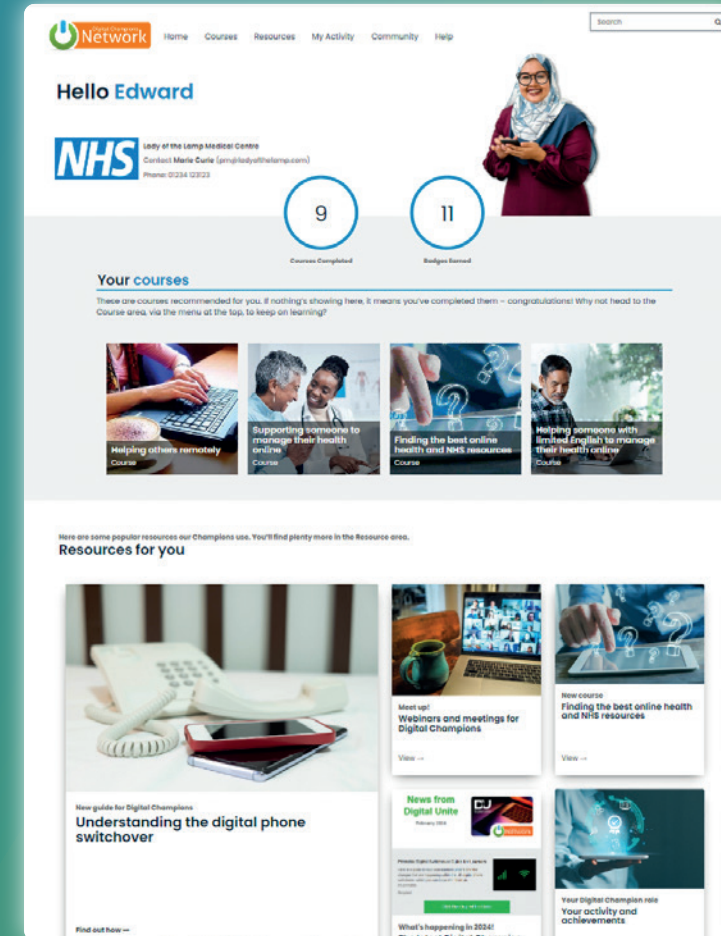 Digital Champions
Network
Home Courses Resources My Activity Community Help
Search
Hello Edward
NHS
Lady of the Lamp Medical Centre
Contact Marie Curie (pm@ladyofthelamp.com)
Phone: 01234 123123
9
11
Courses Completed
Badges Earned
Your courses
These are courses recommended for you. If nothing's showing here, it means you've completed them – congratulations! Why not head to the
Course area, via the menu at the top, to keep on learning?
Helping others remotely
Course
Supporting someone to
manage their health
online
Course
Finding the best online
health and NHS resources
Course
Helping someone with
limited English to manage
their health online
Course
Here are some popular resources our Champions use. You'll find plenty more in the Resource area.
Resources for you
New guide for Digital Champions
Understanding the digital phone
switchover
Find out how
Meet up!
Webinars and meetings for
Digital Champions
View →
New course
Finding the best online health
and NHS resources
View →
News from
Digital Unite
February 2024
DU
Network
What's happening in 2024!
Your Digital Champion role
Your activity and
achievements